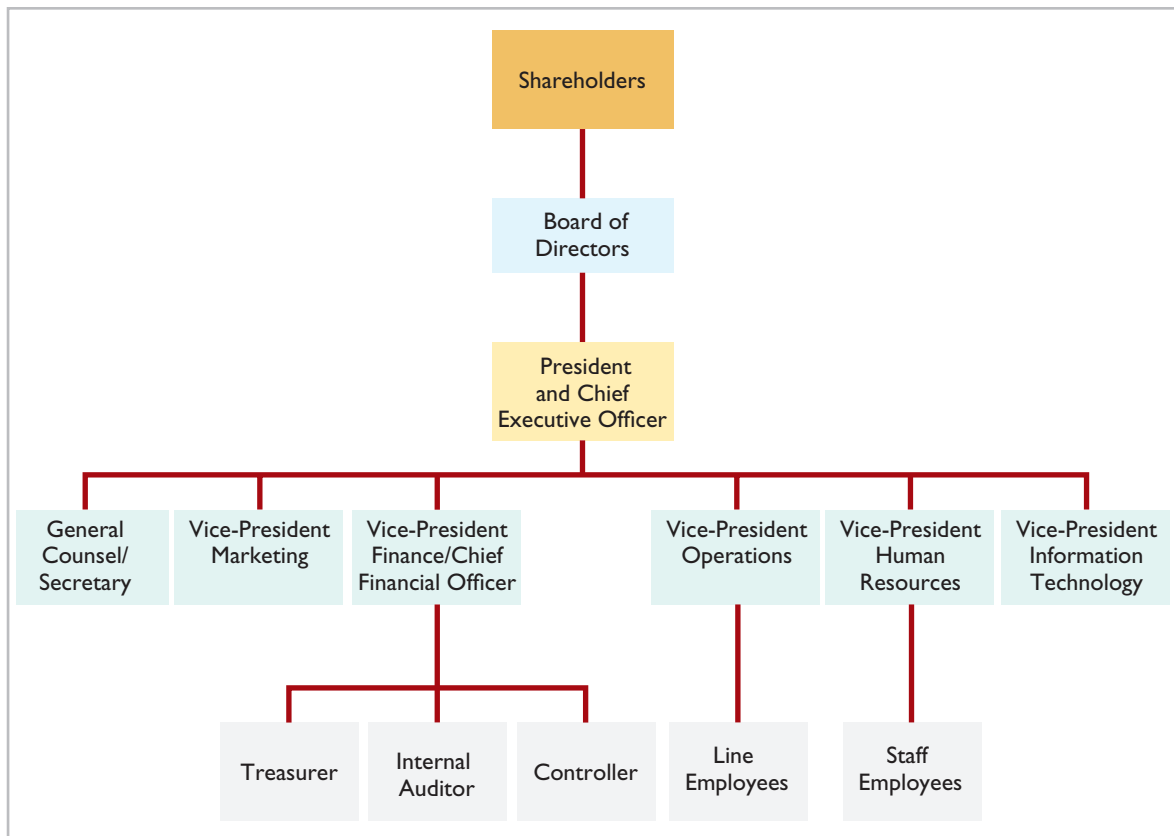 Shareholders
Board of
Directors
President
and Chief
Executive Officer
General
Counsel/
Secretary
Vice-President
Marketing
Vice-President
Finance/Chief
Financial Officer
Vice-President
Operations
Vice-President
Human
Resources
Vice-President
Information
Technology
Treasurer
Internal
Auditor
Controller
Line
Employees
Staff
Employees